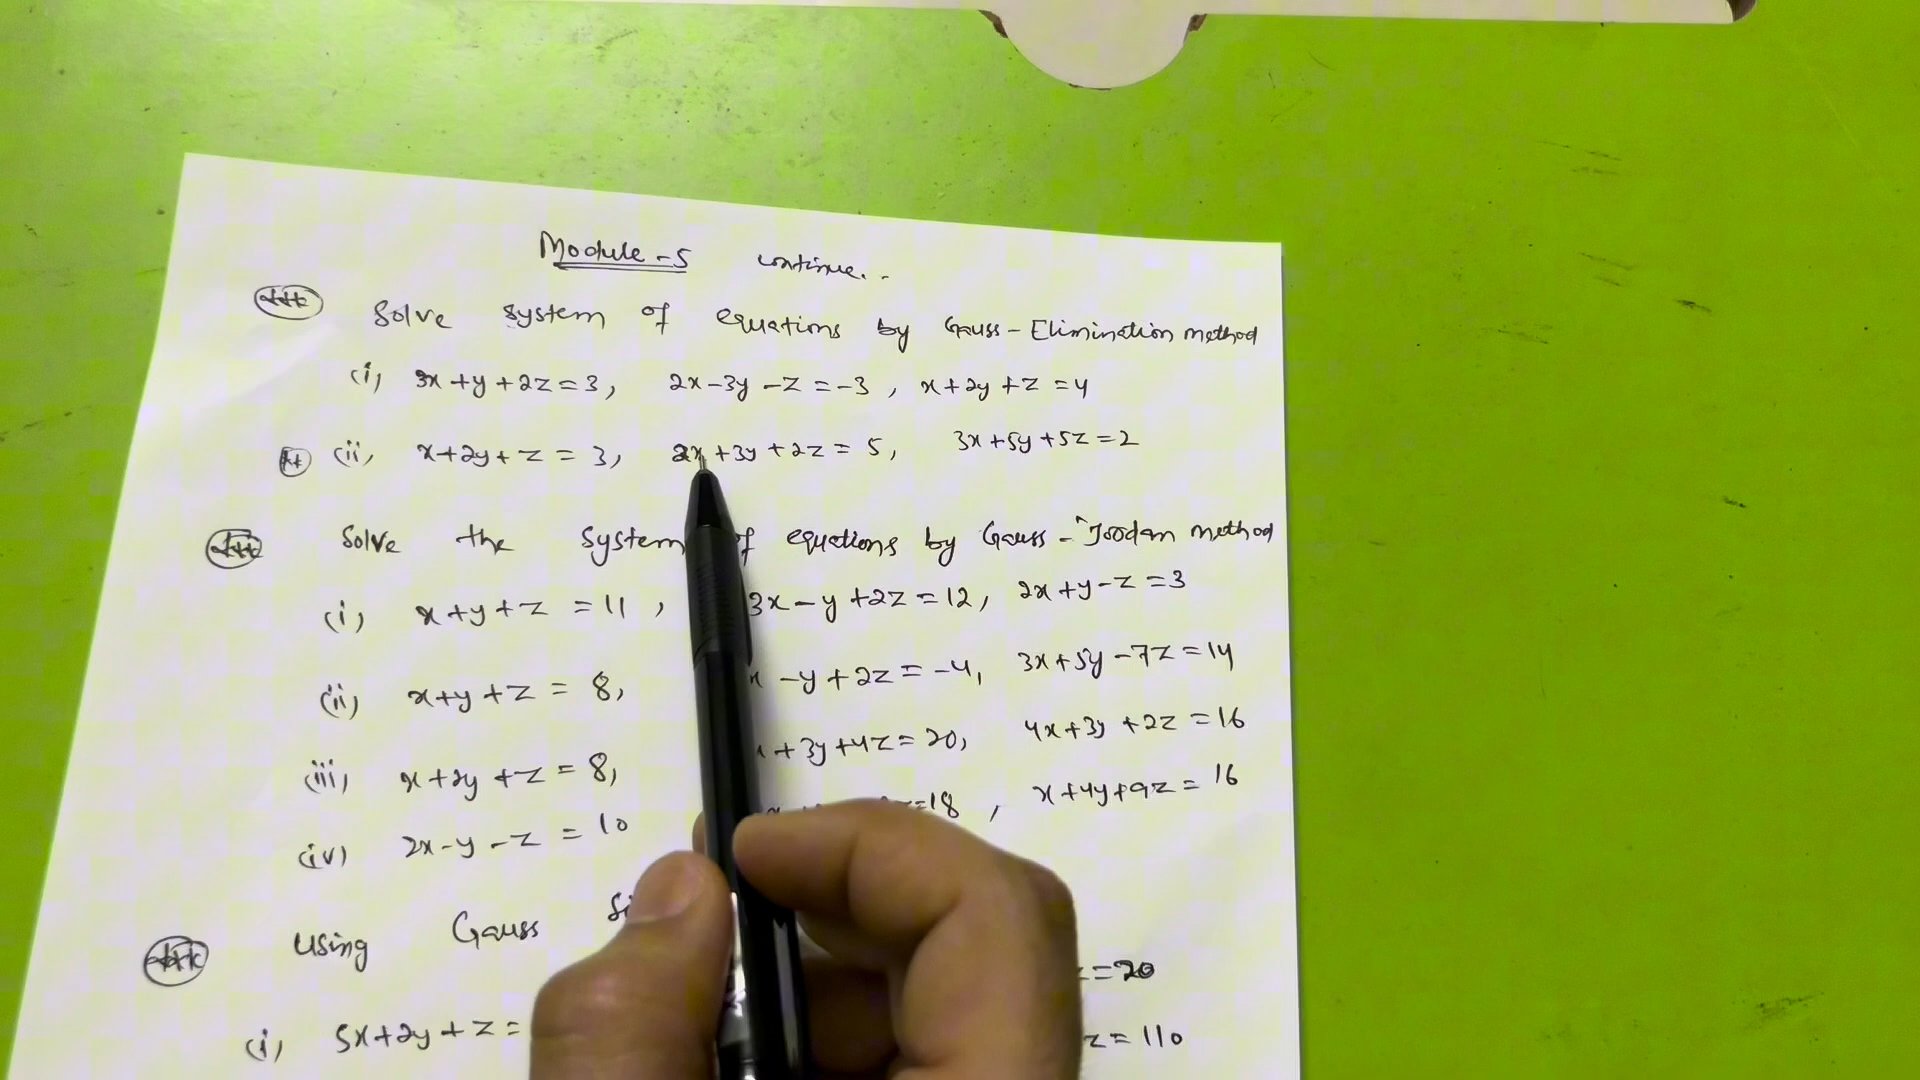 Module-5 continue..
Solve system of equations by Gauss-Elimination method
(i) 3x+y+2z=3, 2x-3y-z=-3, x+2y+z=4
(ii) x+2y+z=3, 2x+3y+2z=5, 3x+5y+5z=2
Solve the system of equations by Gauss-Jordan method
(i) x+y+z=11, 3x-y+2z=12, 2x+y-z=3
(ii) x+y+z=8, -y+2z=-4, 3x+5y-7z=14
(iii) x+2y+z=8, +3y+4z=20, 4x+3y+2z=16
(iv) 2x-y-z=10 =18, x+4y+9z=16
Using Gauss z=20
(i) 5x+2y+z= z=110